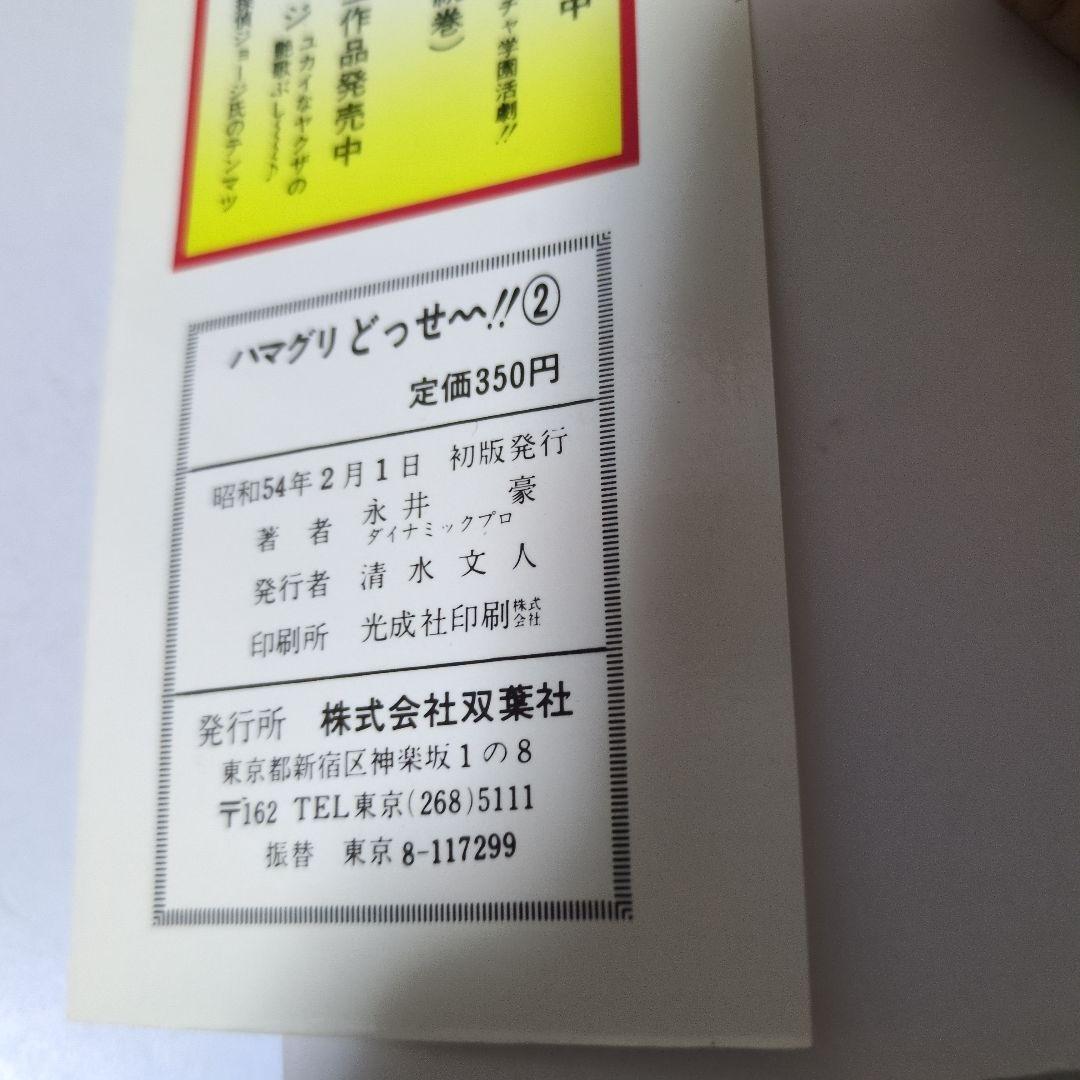 中
チャ学園活劇!!
巻）
作品発売中
ジ
ユカイなヤクザの
艶歌ぶし〜〜〜♪
探偵ジョージ氏のテンマツ
ハマグリどっせ〜〜!!②
定価350円
昭和54年2月1日 初版発行
著者 永井豪
ダイナミックプロ
発行者 清水文人
印刷所 光成社印刷株式会社
発行所 株式会社双葉社
東京都新宿区神楽坂1の8
〒162 TEL東京(268)5111
振替 東京8-117299